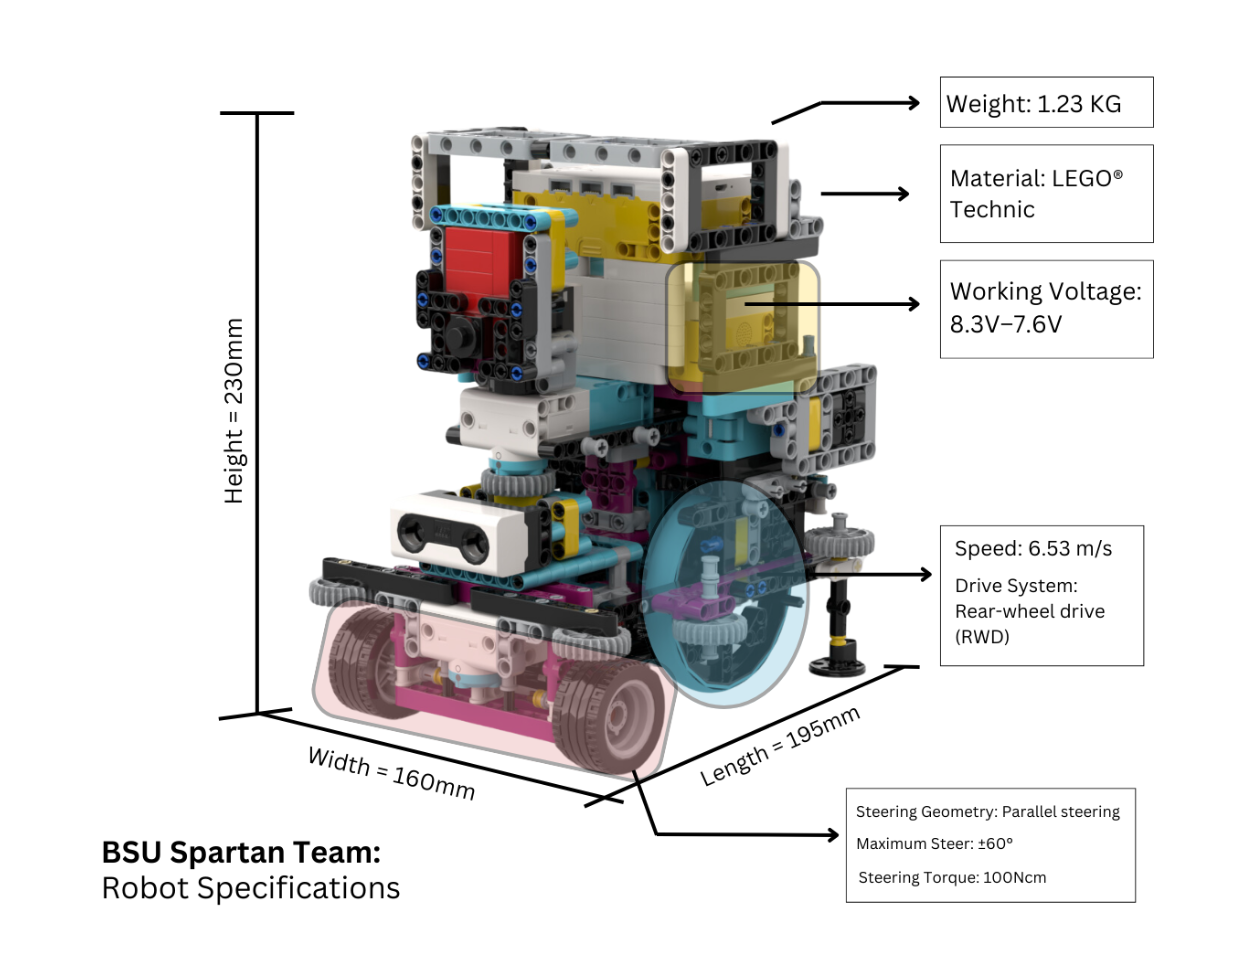 Weight: 1.23 KG
Material: LEGO®
Technic
Working Voltage:
8.3V–7.6V
Height = 230mm
Speed: 6.53 m/s
Drive System:
Rear-wheel drive
(RWD)
Width = 160mm
Length = 195mm
Steering Geometry: Parallel steering
Maximum Steer: ±60°
Steering Torque: 100Ncm
BSU Spartan Team:
Robot Specifications